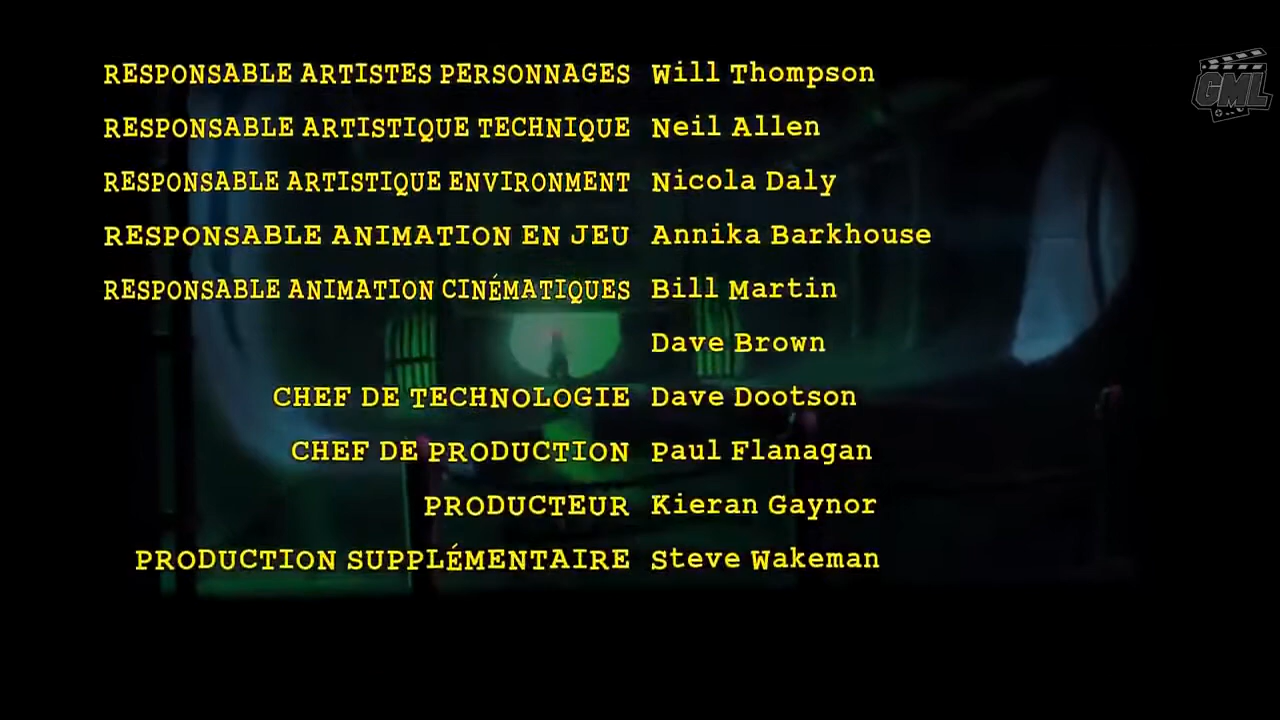 RESPONSABLE ARTISTES PERSONNAGES Will Thompson
RESPONSABLE ARTISTIQUE TECHNIQUE Neil Allen
RESPONSABLE ARTISTIQUE ENVIRONMENT Nicola Daly
RESPONSABLE ANIMATION EN JEU Annika Barkhouse
RESPONSABLE ANIMATION CINÉMATIQUES Bill Martin
Dave Brown
CHEF DE TECHNOLOGIE Dave Dootson
CHEF DE PRODUCTION Paul Flanagan
PRODUCTEUR Kieran Gaynor
PRODUCTION SUPPLÉMENTAIRE Steve Wakeman
GML